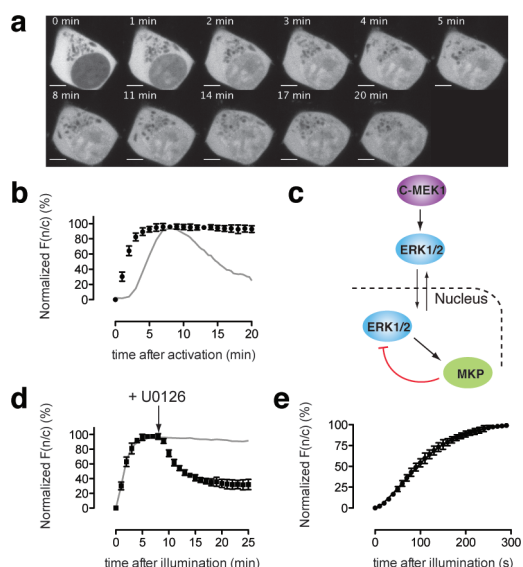 a
0 min 1 min 2 min 3 min 4 min 5 min
8 min 11 min 14 min 17 min 20 min
b
Normalized F(n/c) (%)
100
80
60
40
20
0
0 5 10 15 20
time after activation (min)
c
C-MEK1
ERK1/2
Nucleus
ERK1/2
MKP
d
+ U0126
Normalized F(n/c) (%)
100
80
60
40
20
0
0 5 10 15 20 25
time after illumination (min)
e
Normalized F(n/c) (%)
100
75
50
25
0
0 100 200 300
time after illumination (s)